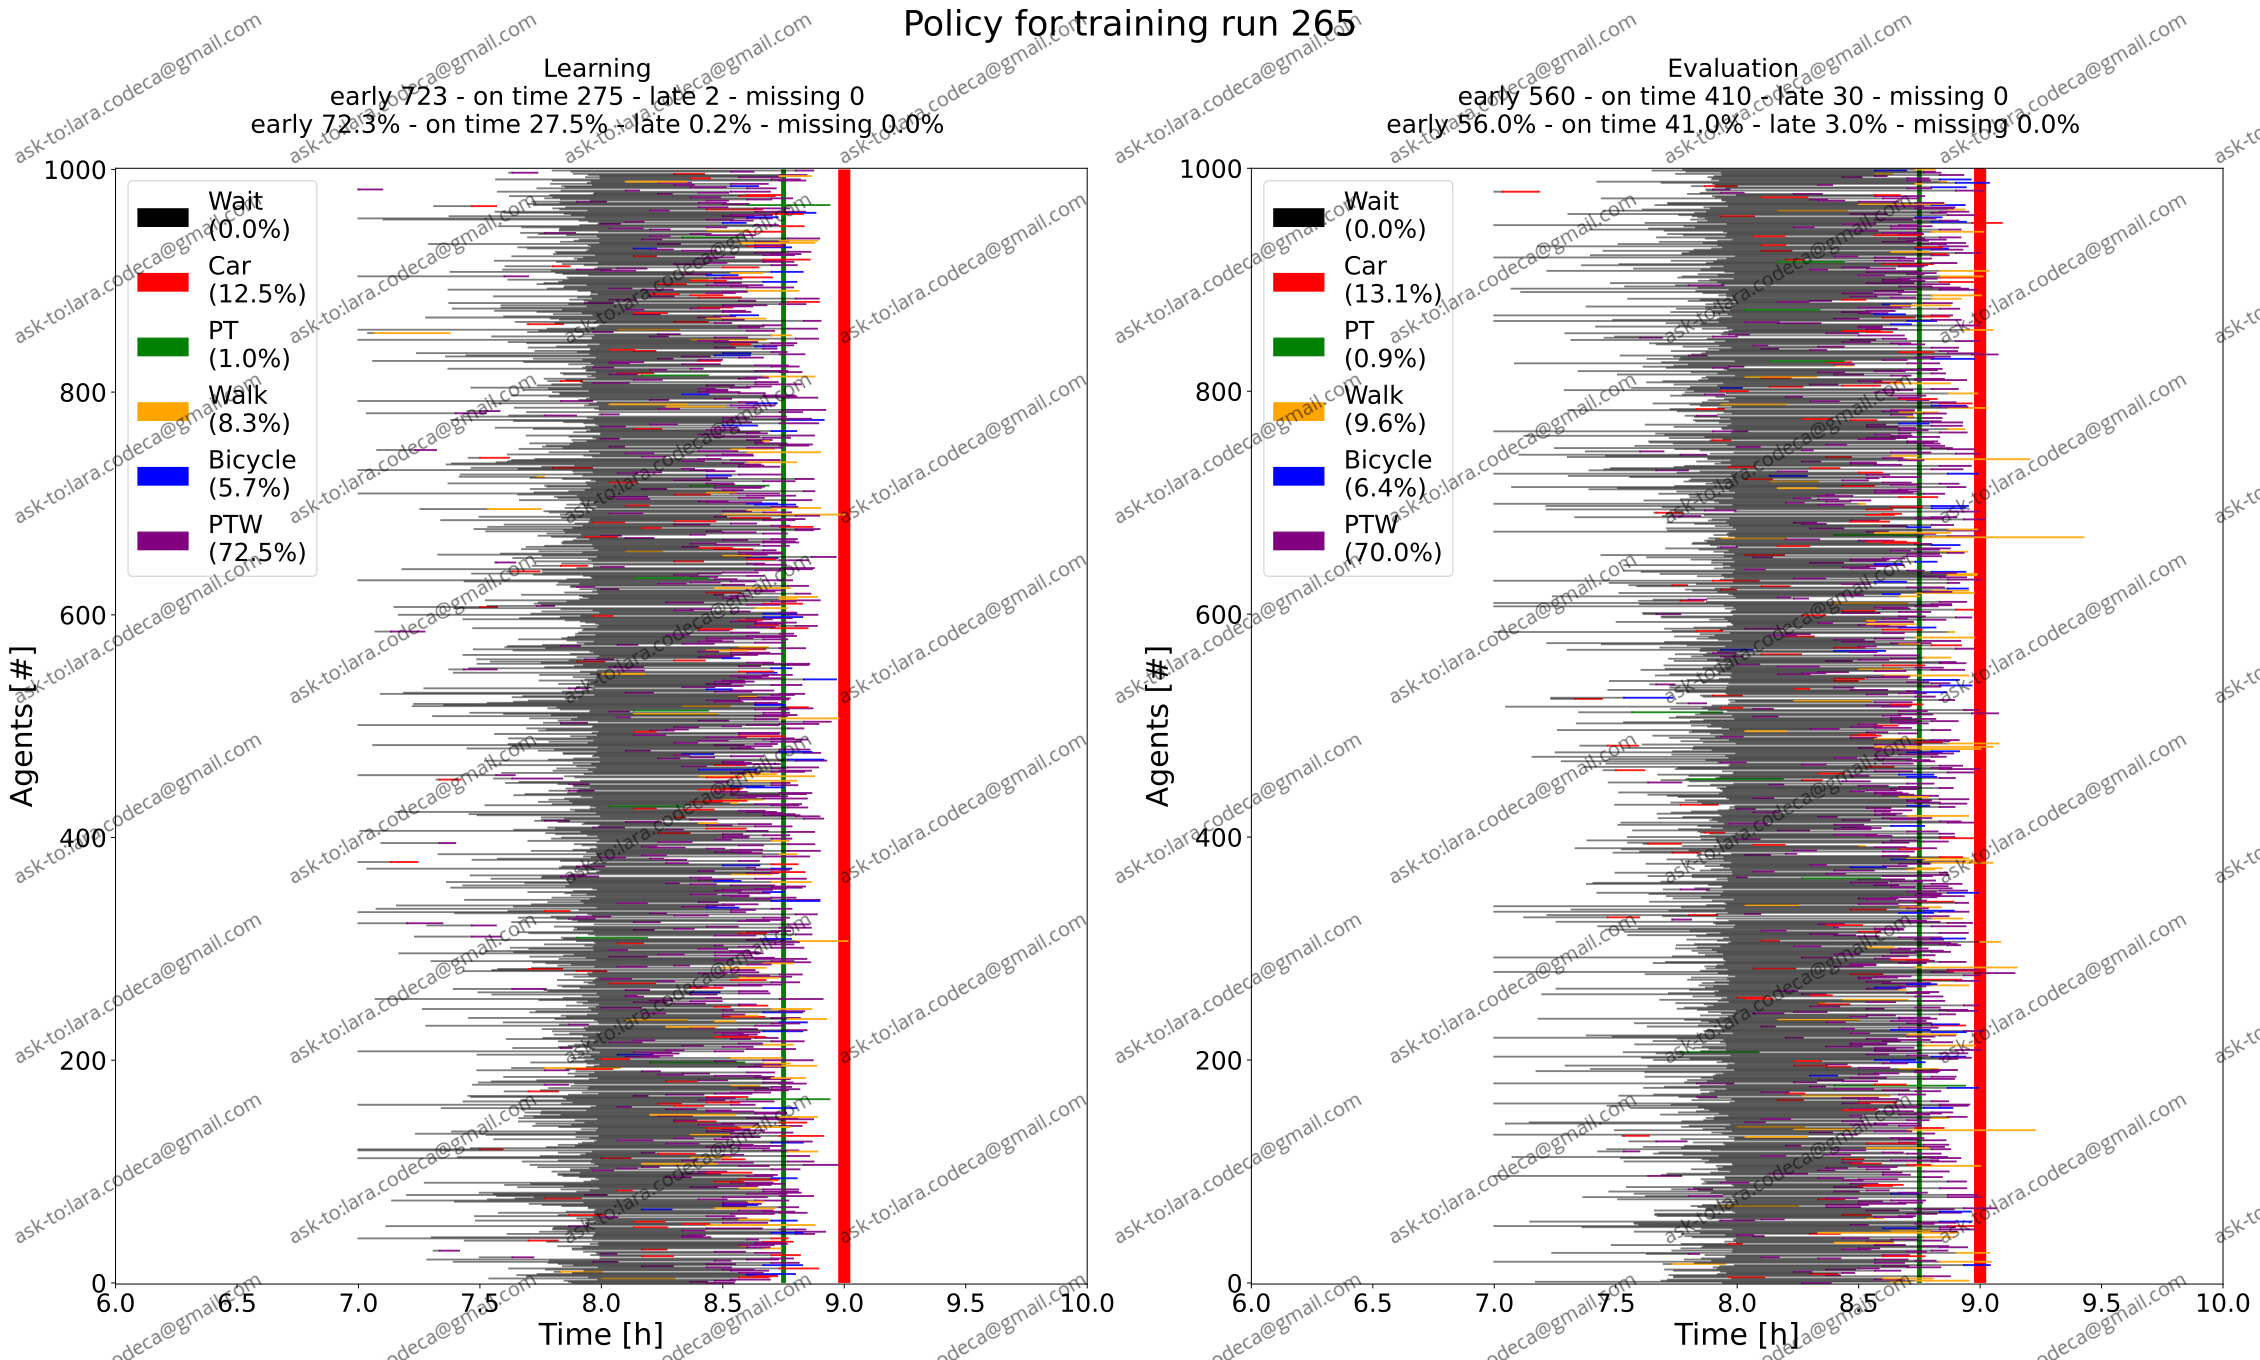 Policy for training run 265
Learning
early 723 - on time 275 - late 2 - missing 0
early 72.3% - on time 27.5% - late 0.2% - missing 0.0%
1000
800
600
400
200
0
Agents [#]
Wait
(0.0%)
Car
(12.5%)
PT
(1.0%)
Walk
(8.3%)
Bicycle
(5.7%)
PTW
(72.5%)
6.0 6.5 7.0 7.5 8.0 8.5 9.0 9.5 10.0
Time [h]
Evaluation
early 560 - on time 410 - late 30 - missing 0
early 56.0% - on time 41.0% - late 3.0% - missing 0.0%
1000
800
600
400
200
0
Agents [#]
Wait
(0.0%)
Car
(13.1%)
PT
(0.9%)
Walk
(9.6%)
Bicycle
(6.4%)
PTW
(70.0%)
6.0 6.5 7.0 7.5 8.0 8.5 9.0 9.5 10.0
Time [h]
ask-to:lara.codeca@gmail.com